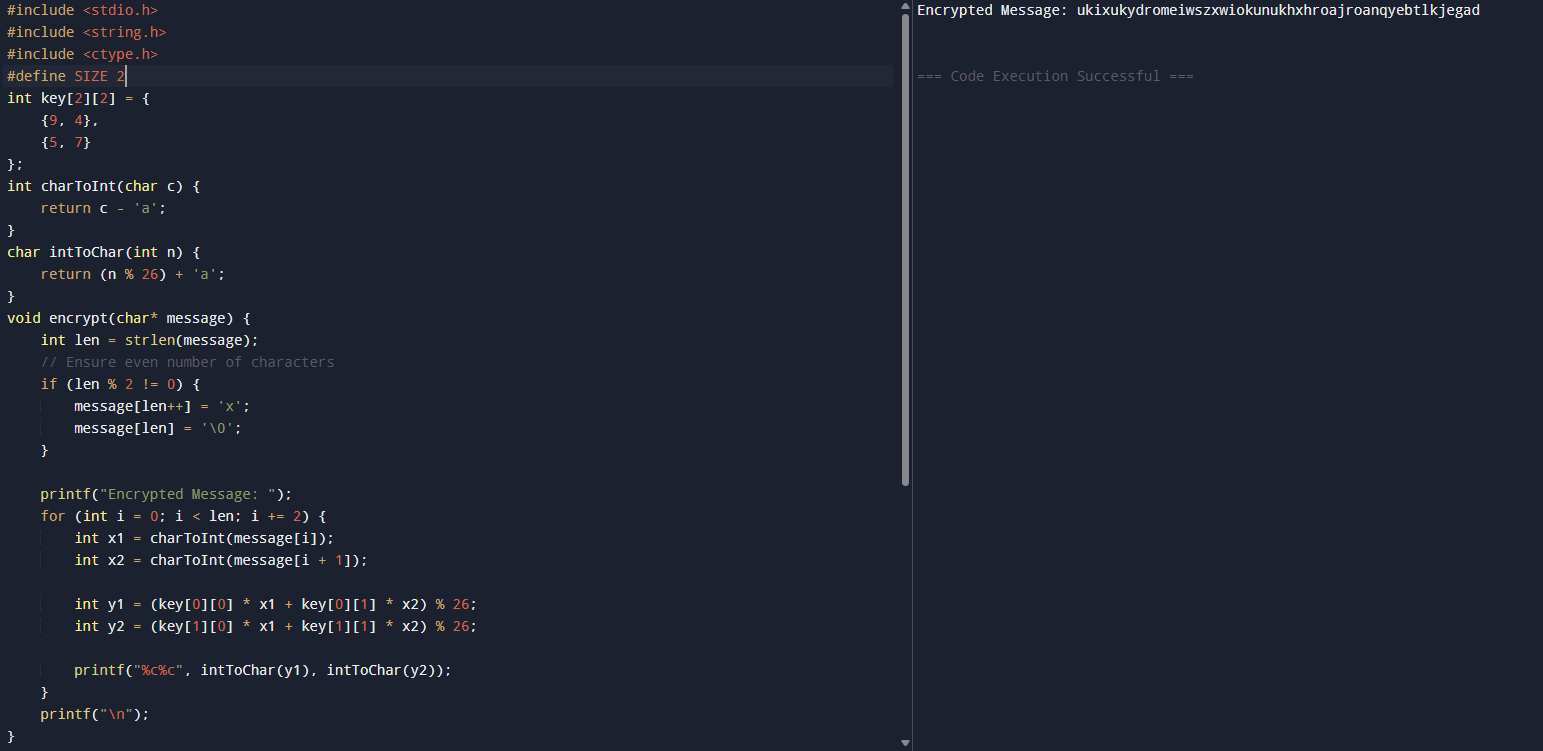 #include <stdio.h>
#include <string.h>
#include <ctype.h>
#define SIZE 2
int key[2][2] = {
    {9, 4},
    {5, 7}
};
int charToInt(char c) {
    return c - 'a';
}
char intToChar(int n) {
    return (n % 26) + 'a';
}
void encrypt(char* message) {
    int len = strlen(message);
    // Ensure even number of characters
    if (len % 2 != 0) {
        message[len++] = 'x';
        message[len] = '\0';
    }

    printf("Encrypted Message: ");
    for (int i = 0; i < len; i += 2) {
        int x1 = charToInt(message[i]);
        int x2 = charToInt(message[i + 1]);

        int y1 = (key[0][0] * x1 + key[0][1] * x2) % 26;
        int y2 = (key[1][0] * x1 + key[1][1] * x2) % 26;

        printf("%c%c", intToChar(y1), intToChar(y2));
    }
    printf("\n");
}
Encrypted Message: ukixukydromeiwszxwiokunukhxhroajroanqyebtlkjegad
=== Code Execution Successful ===